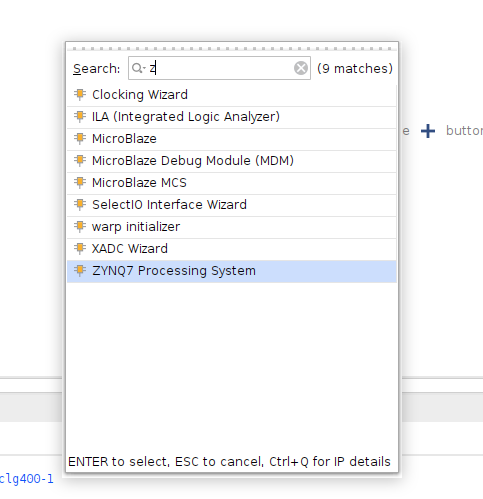 Search: z (9 matches)
Clocking Wizard
ILA (Integrated Logic Analyzer)
MicroBlaze
MicroBlaze Debug Module (MDM)
MicroBlaze MCS
SelectIO Interface Wizard
warp initializer
XADC Wizard
ZYNQ7 Processing System
ENTER to select, ESC to cancel, Ctrl+Q for IP details
e + button
clg400-1